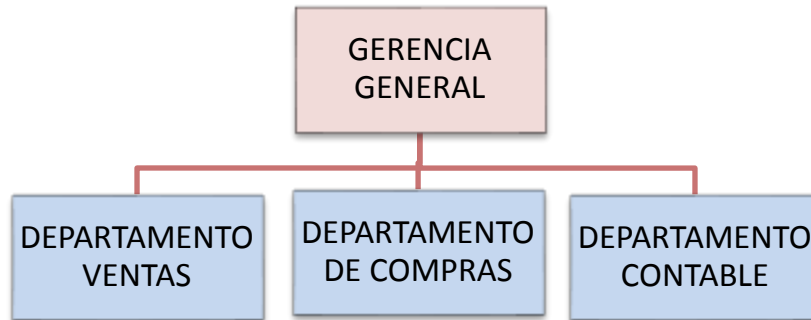 GERENCIA
GENERAL
DEPARTAMENTO
VENTAS
DEPARTAMENTO
DE COMPRAS
DEPARTAMENTO
CONTABLE